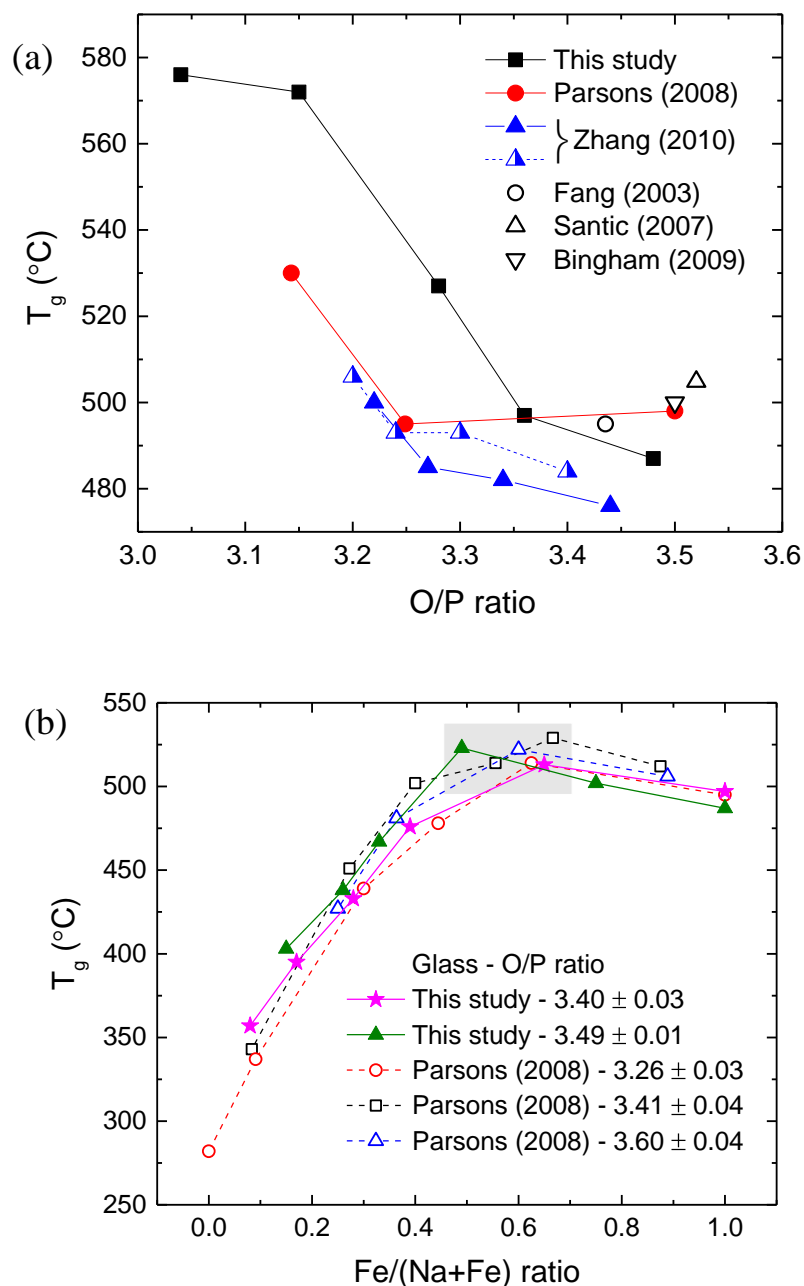 (a)
580
560
540
520
500
480
T_g (°C)
3.0 3.1 3.2 3.3 3.4 3.5 3.6
O/P ratio
This study
Parsons (2008)
}Zhang (2010)
Fang (2003)
Santic (2007)
Bingham (2009)
(b)
550
500
450
400
350
300
250
T_g (°C)
0.0 0.2 0.4 0.6 0.8 1.0
Fe/(Na+Fe) ratio
Glass - O/P ratio
This study - 3.40 ± 0.03
This study - 3.49 ± 0.01
Parsons (2008) - 3.26 ± 0.03
Parsons (2008) - 3.41 ± 0.04
Parsons (2008) - 3.60 ± 0.04